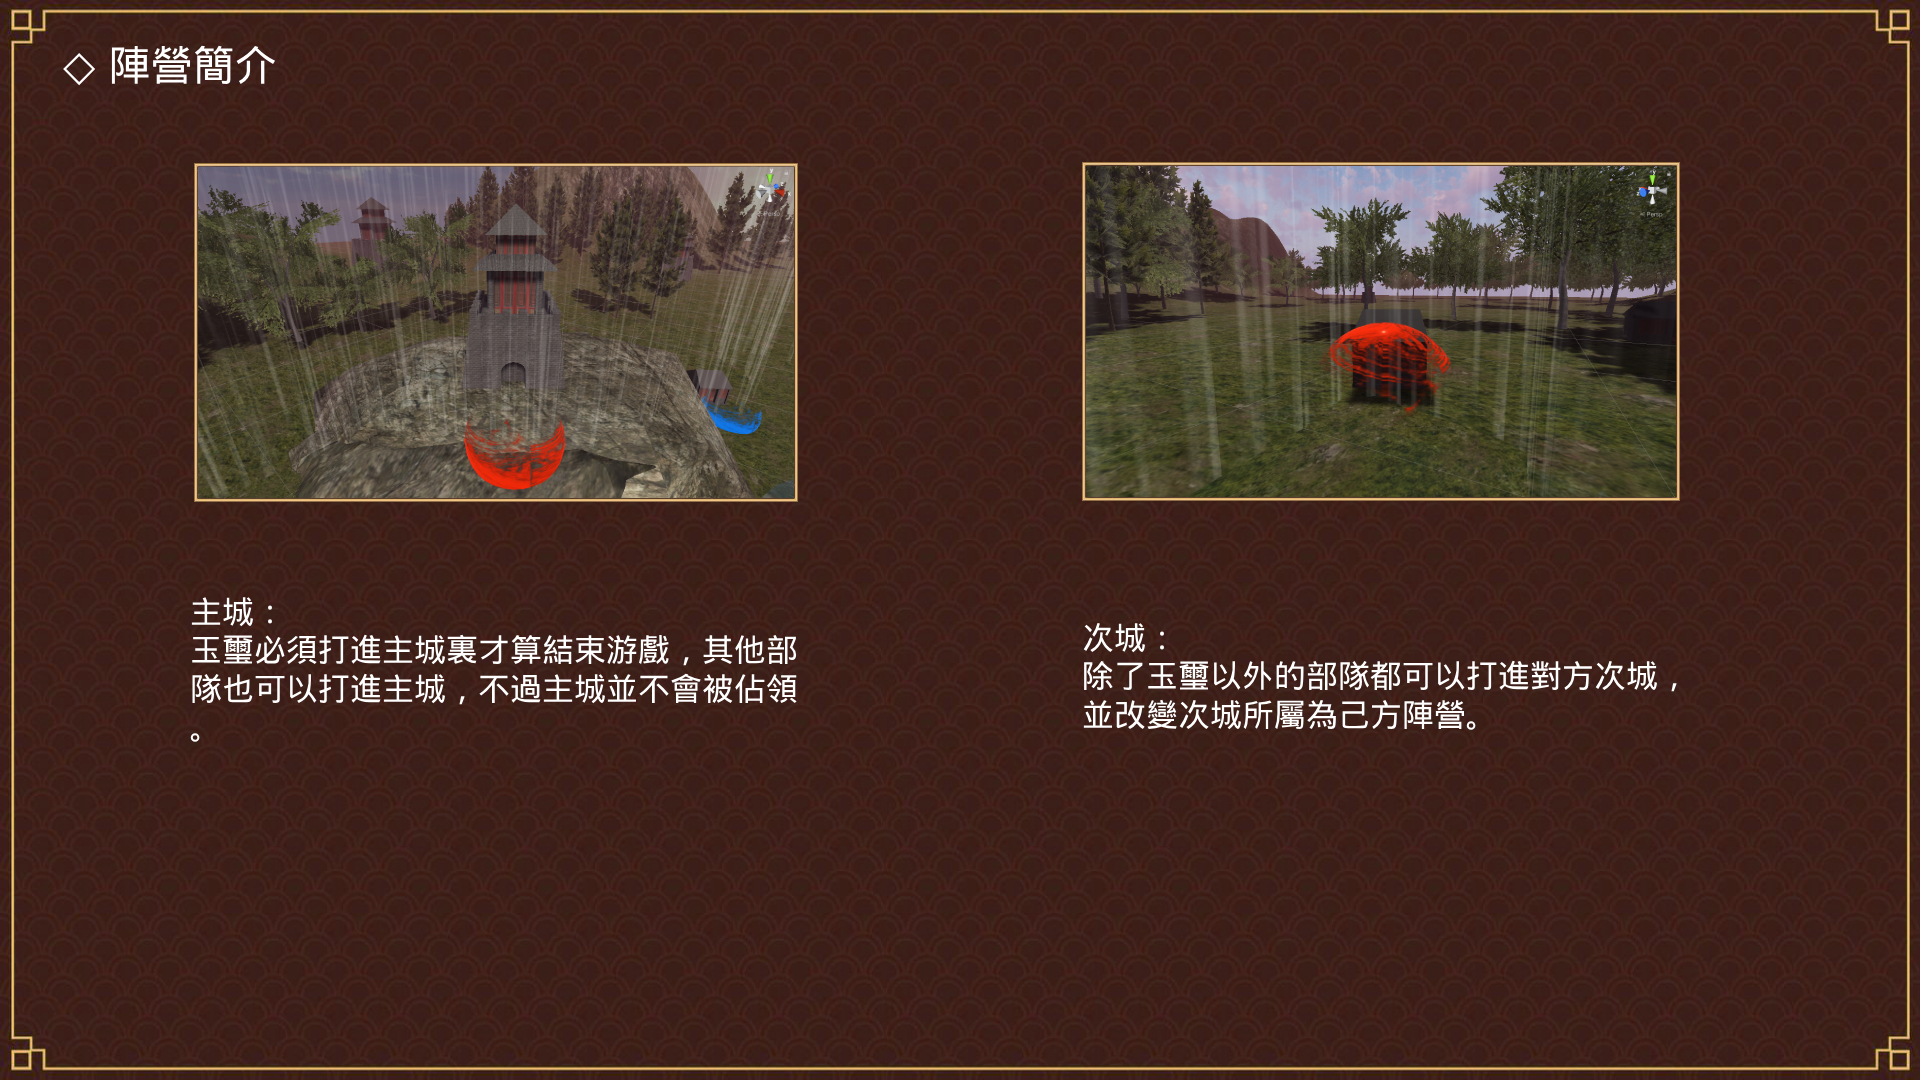 ◇ 陣營簡介
主城：
玉璽必須打進主城裏才算結束游戲，其他部
隊也可以打進主城，不過主城並不會被佔領
。
次城：
除了玉璽以外的部隊都可以打進對方次城，
並改變次城所屬為己方陣營。